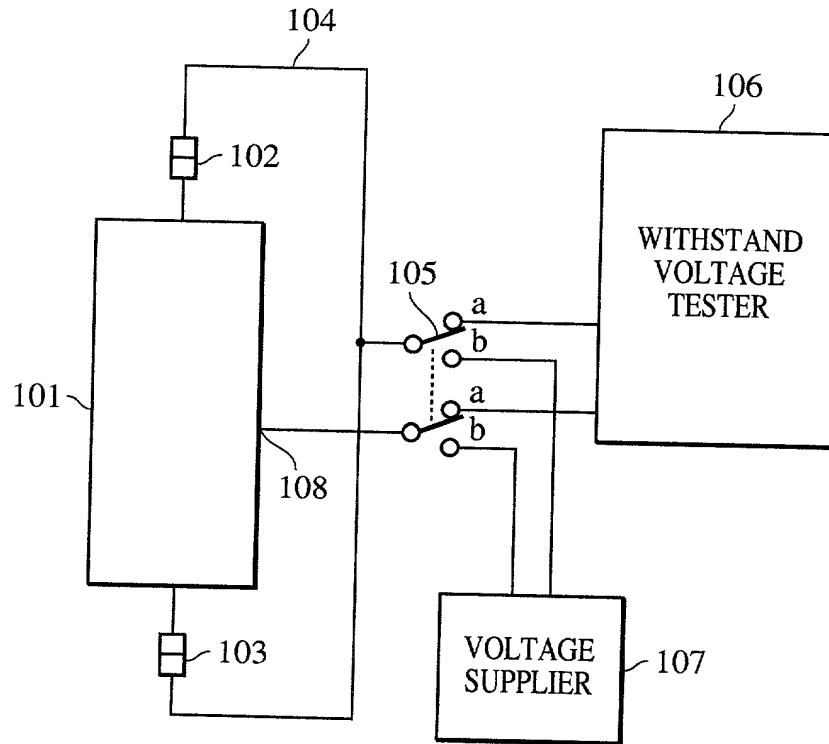 104
106
102
WITHSTAND
VOLTAGE
TESTER
105
a
b
101
a
b
108
103
VOLTAGE
SUPPLIER
107